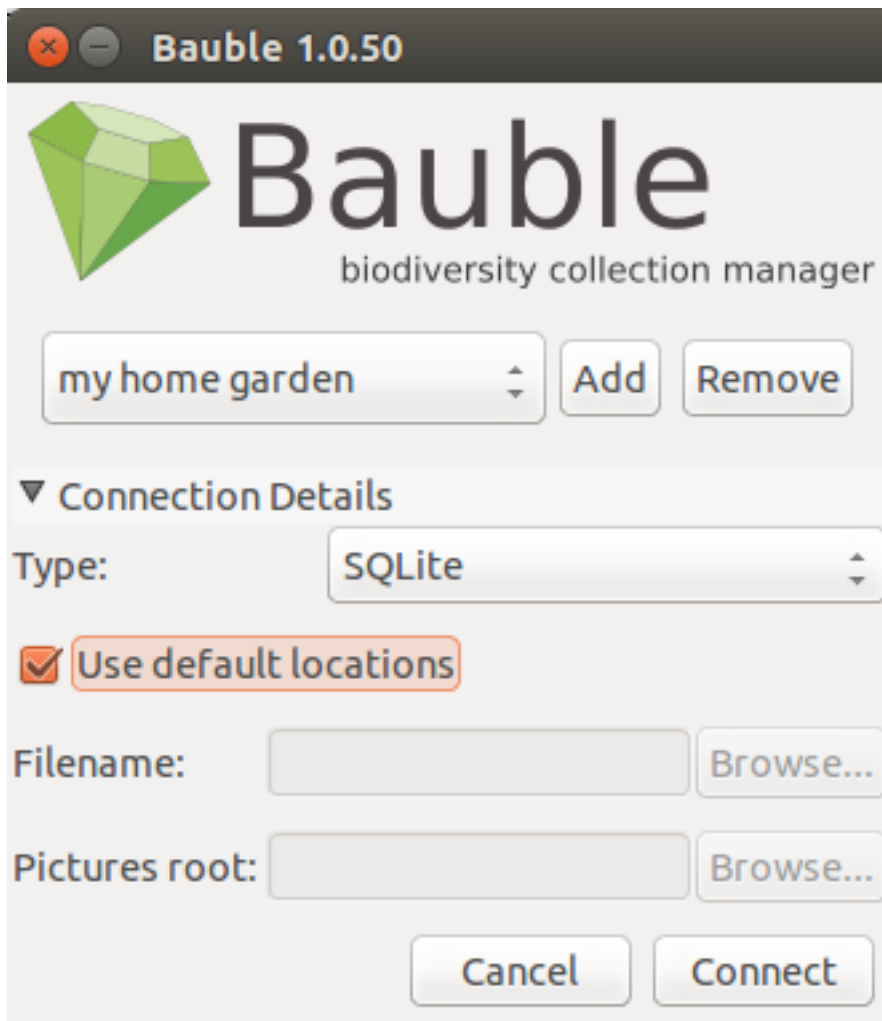 Bauble 1.0.50
Bauble
biodiversity collection manager
my home garden Add Remove
Connection Details
Type: SQLite
Use default locations
Filename: Browse...
Pictures root: Browse...
Cancel Connect